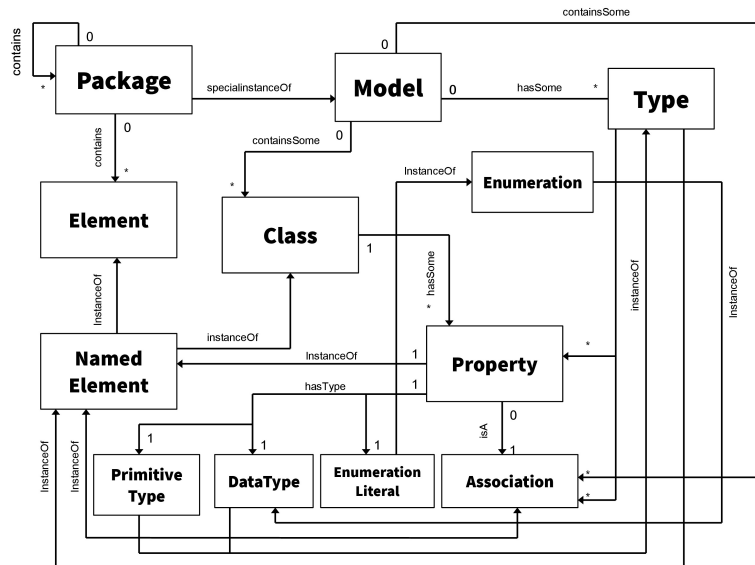 containsSome
contains
0
0
Package
*
specialinstanceOf
Model
0
hasSome
*
Type
0
contains
*
containsSome
0
*
InstanceOf
Enumeration
Element
Class
1
hasSome
*
instanceOf
InstanceOf
InstanceOf
instanceOf
Named
Element
InstanceOf
1
Property
*
hasType
1
0
isA
1
1
1
1
Primitive
Type
DataType
Enumeration
Literal
Association
*
*
InstanceOf
InstanceOf